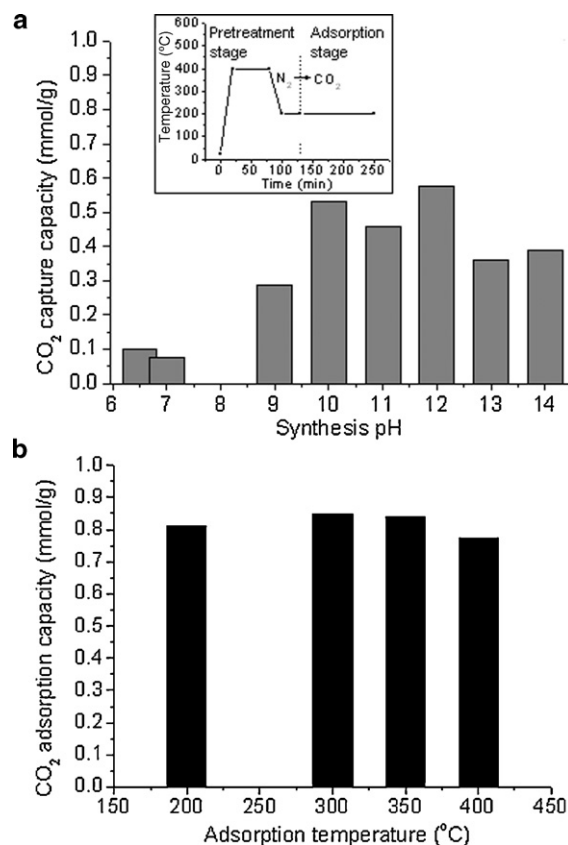 a
CO₂ capture capacity (mmol/g)
1.0
0.9
0.8
0.7
0.6
0.5
0.4
0.3
0.2
0.1
0.0
6 7 8 9 10 11 12 13 14
Synthesis pH
Temperature (°C)
600
400
200
0
Pretreatment stage
Adsorption stage
N₂ CO₂
0 50 100 150 200 250
Time (min)
b
CO₂ adsorption capacity (mmol/g)
1.0
0.9
0.8
0.7
0.6
0.5
0.4
0.3
0.2
0.1
0.0
150 200 250 300 350 400 450
Adsorption temperature (°C)